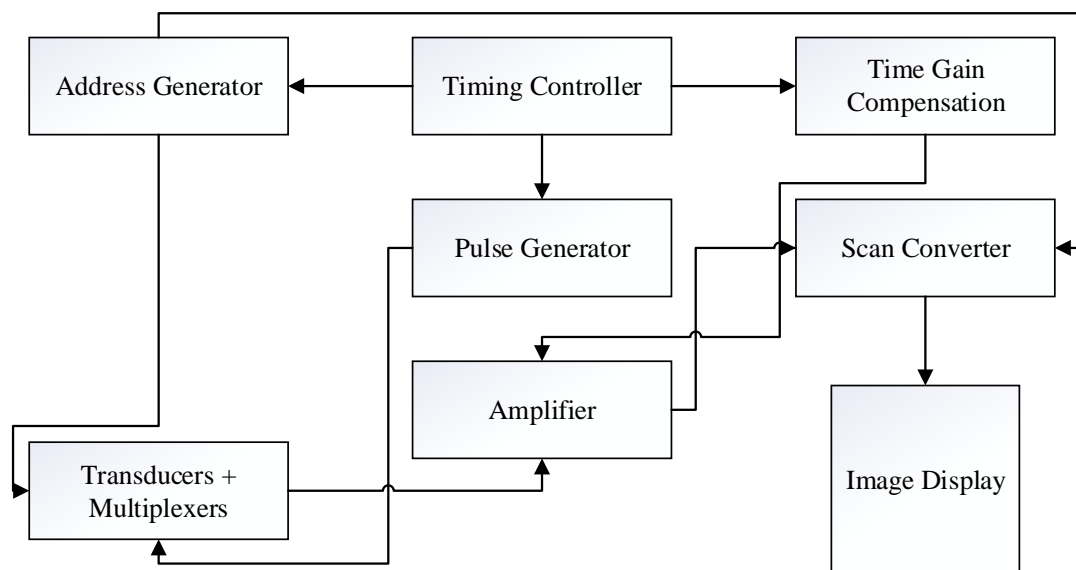 Address Generator
Timing Controller
Time Gain
Compensation
Pulse Generator
Scan Converter
Amplifier
Transducers +
Multiplexers
Image Display